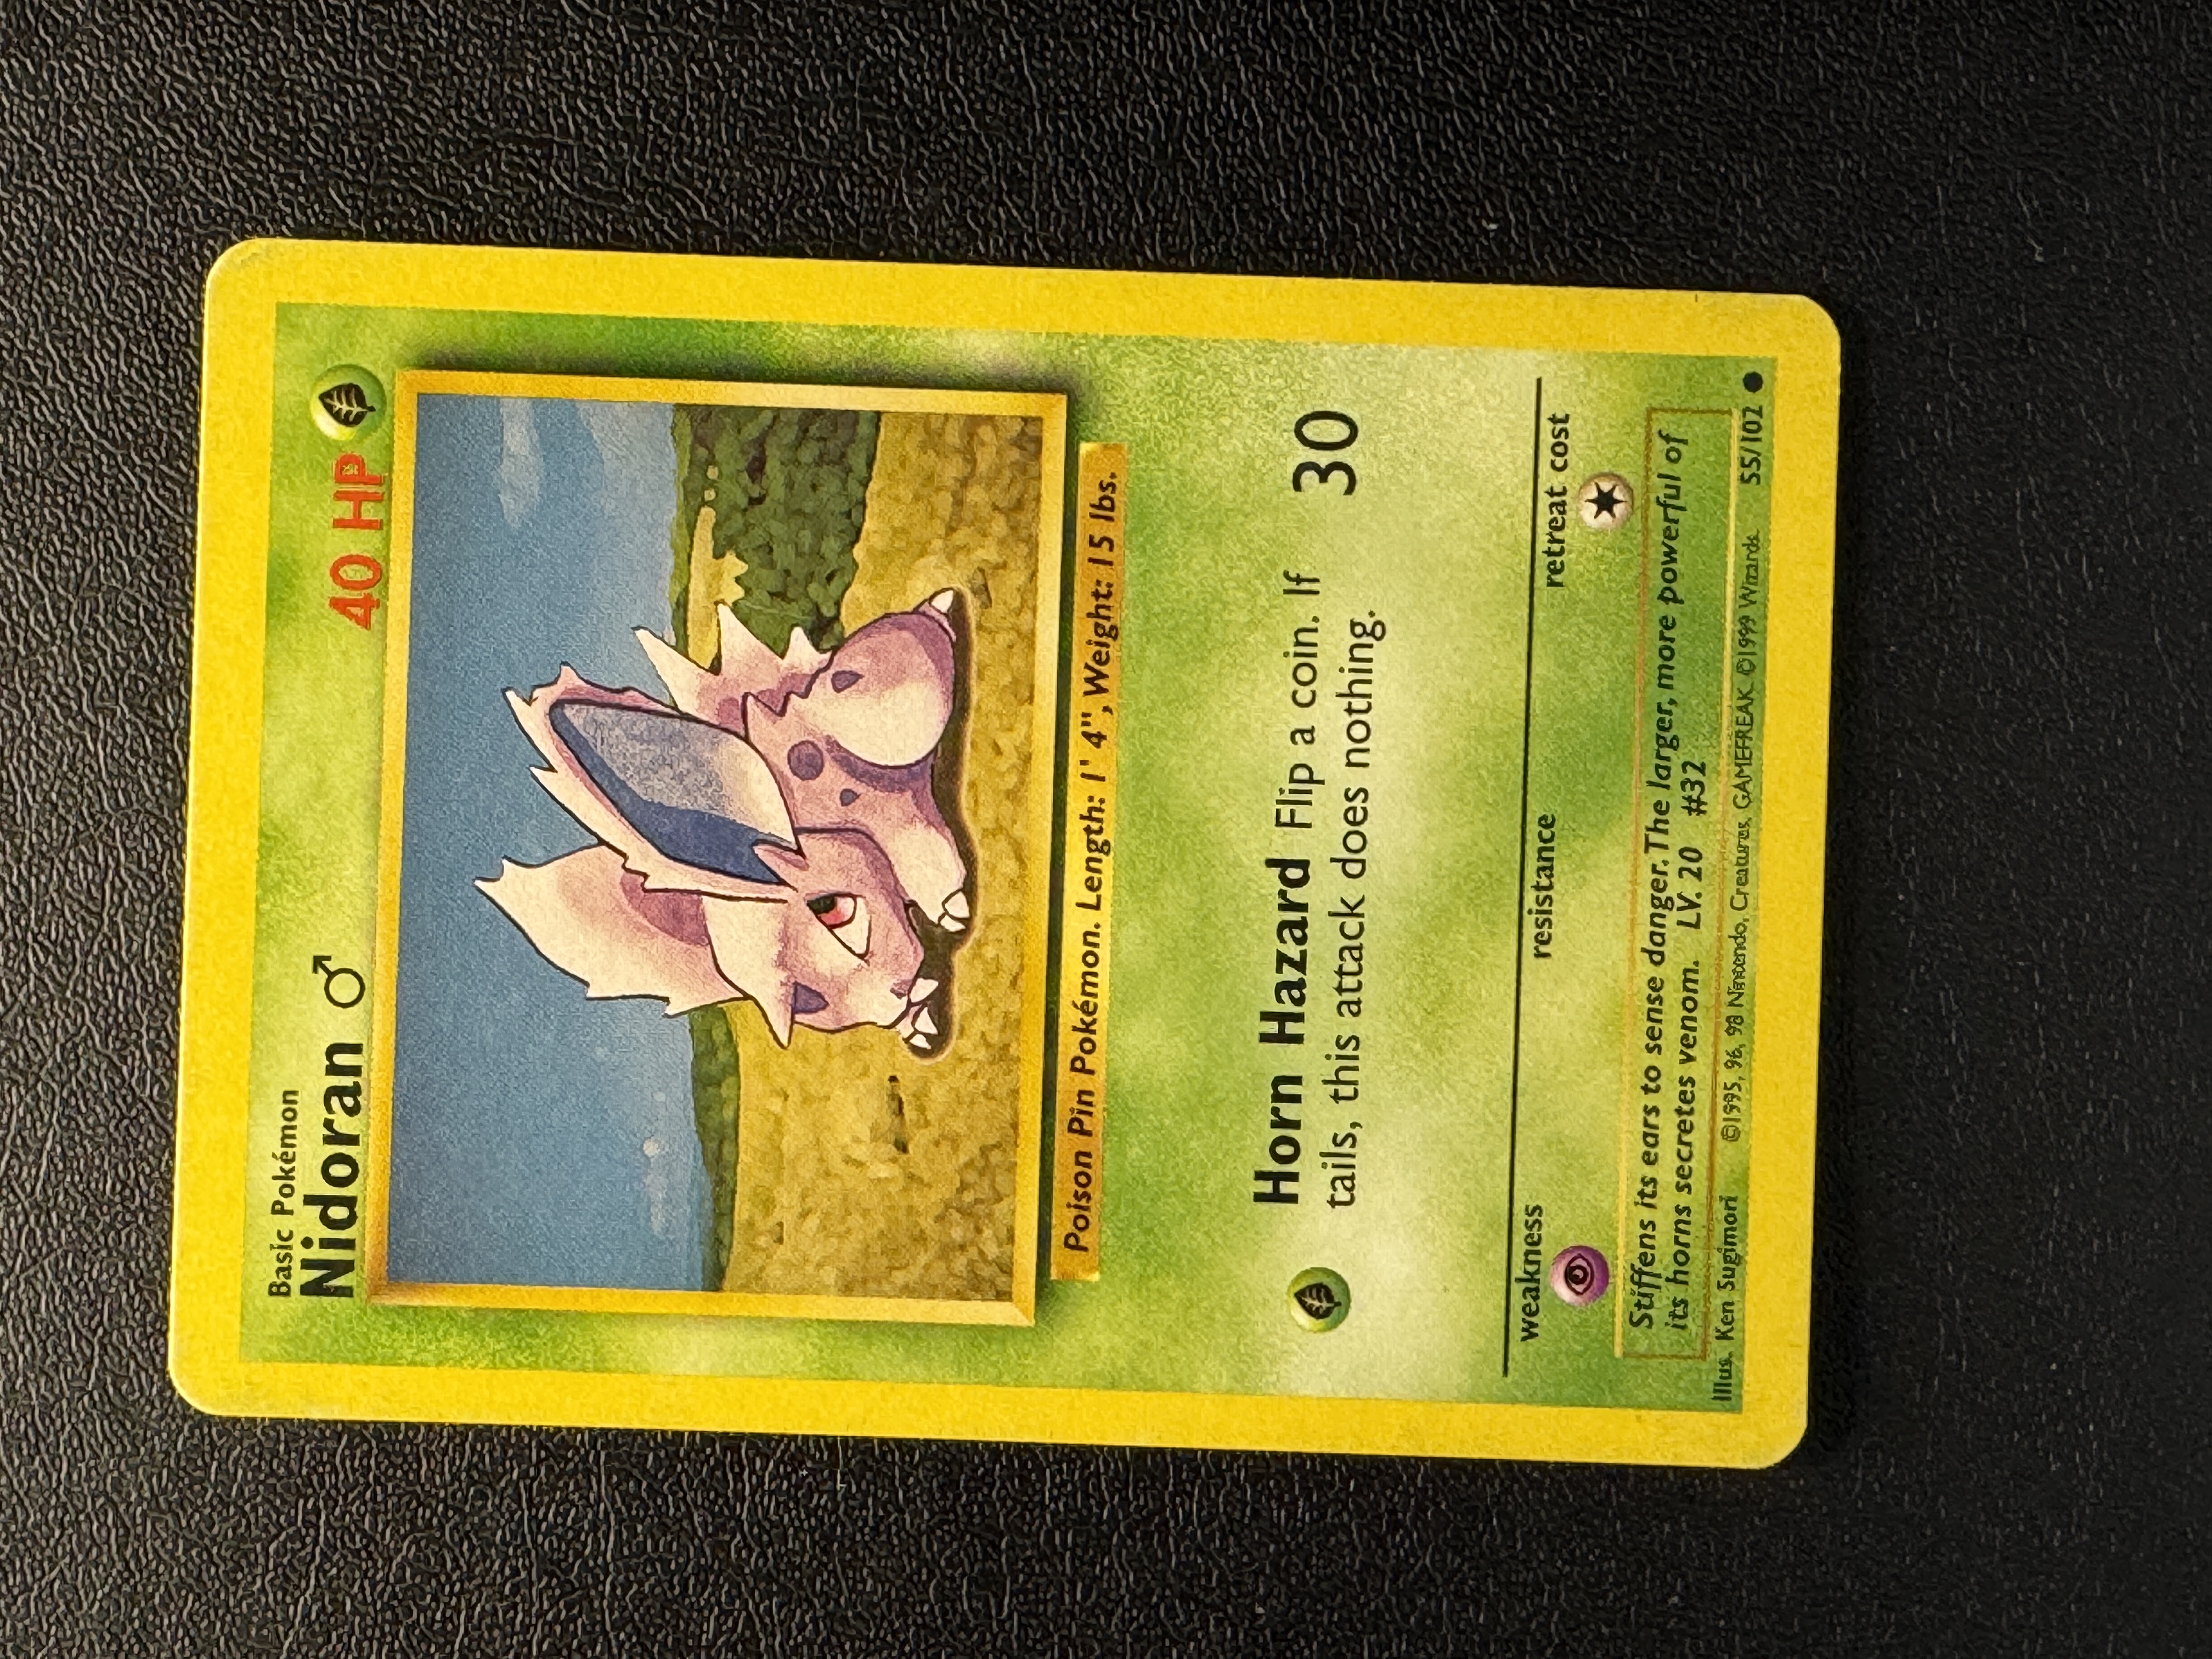 Basic Pokémon
Nidoran ♂ 40 HP
Poison Pin Pokémon. Length: 1' 4", Weight: 15 lbs.
Horn Hazard Flip a coin. If
tails, this attack does nothing.
30
weakness resistance retreat cost
Stiffens its ears to sense danger. The larger, more powerful of
its horns secretes venom. LV. 20 #32
Illus. Ken Sugimori ©1995, 96, 98 Nintendo, Creatures, GAMEFREAK ©1999 Wizards. 55/102 ●